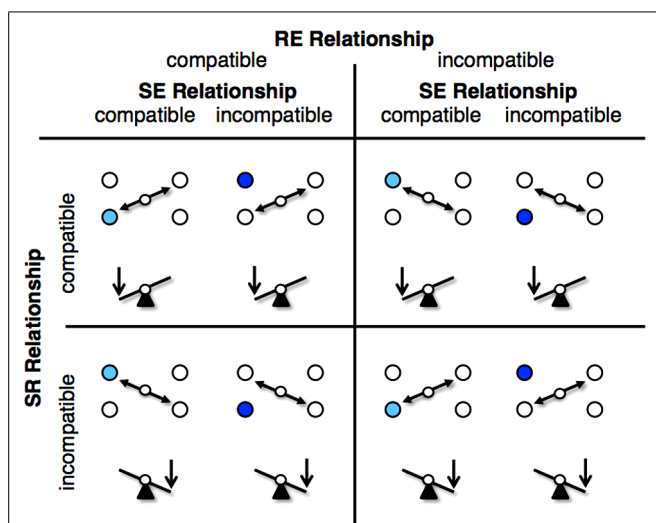 RE Relationship
compatible incompatible
SE Relationship SE Relationship
compatible incompatible compatible incompatible
SR Relationship
compatible
incompatible